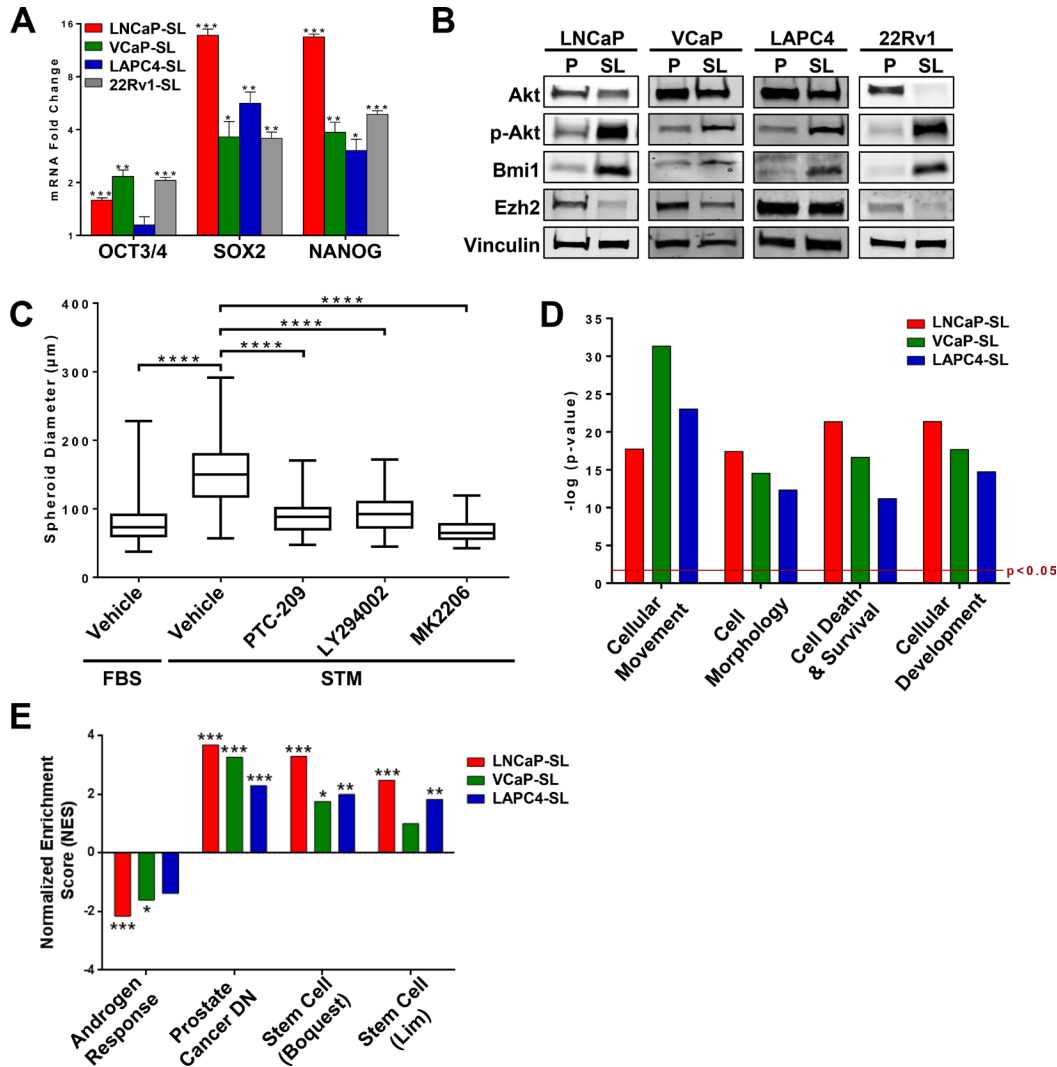 A
mRNA Fold Change
16
8
4
2
1
LNCaP-SL
VCaP-SL
LAPC4-SL
22Rv1-SL
***
**
***
***
*
**
**
***
**
*
***
OCT3/4 SOX2 NANOG
B
LNCaP VCaP LAPC4 22Rv1
P SL P SL P SL P SL
Akt
p-Akt
Bmi1
Ezh2
Vinculin
C
Spheroid Diameter (µm)
400
300
200
100
0
****
****
****
****
Vehicle
Vehicle
PTC-209
LY294002
MK2206
FBS STM
D
-log (p-value)
35
30
25
20
15
10
5
0
LNCaP-SL
VCaP-SL
LAPC4-SL
p<0.05
Cellular
Movement
Cell
Morphology
Cell Death
& Survival
Cellular
Development
E
Normalized Enrichment
Score (NES)
4
2
0
-2
-4
***
*
***
***
***
***
*
**
***
**
LNCaP-SL
VCaP-SL
LAPC4-SL
Androgen
Response
Prostate
Cancer DN
Stem Cell
(Boquest)
Stem Cell
(Lim)